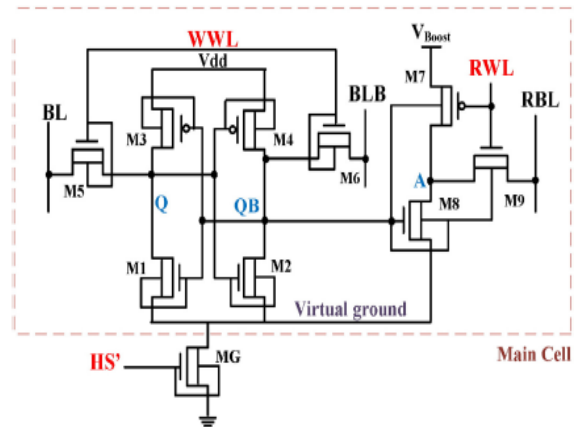 WWL
V_Boost
Vdd
M7
RWL
BL
BLB
RBL
M3
M4
M5
M6
Q
QB
A
M8
M9
M1
M2
Virtual ground
Main Cell
HS'
MG